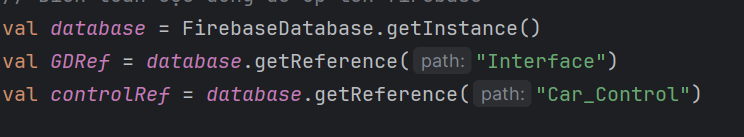 val database = FirebaseDatabase.getInstance()
val GDRef = database.getReference( path: "Interface")
val controlRef = database.getReference( path: "Car_Control")